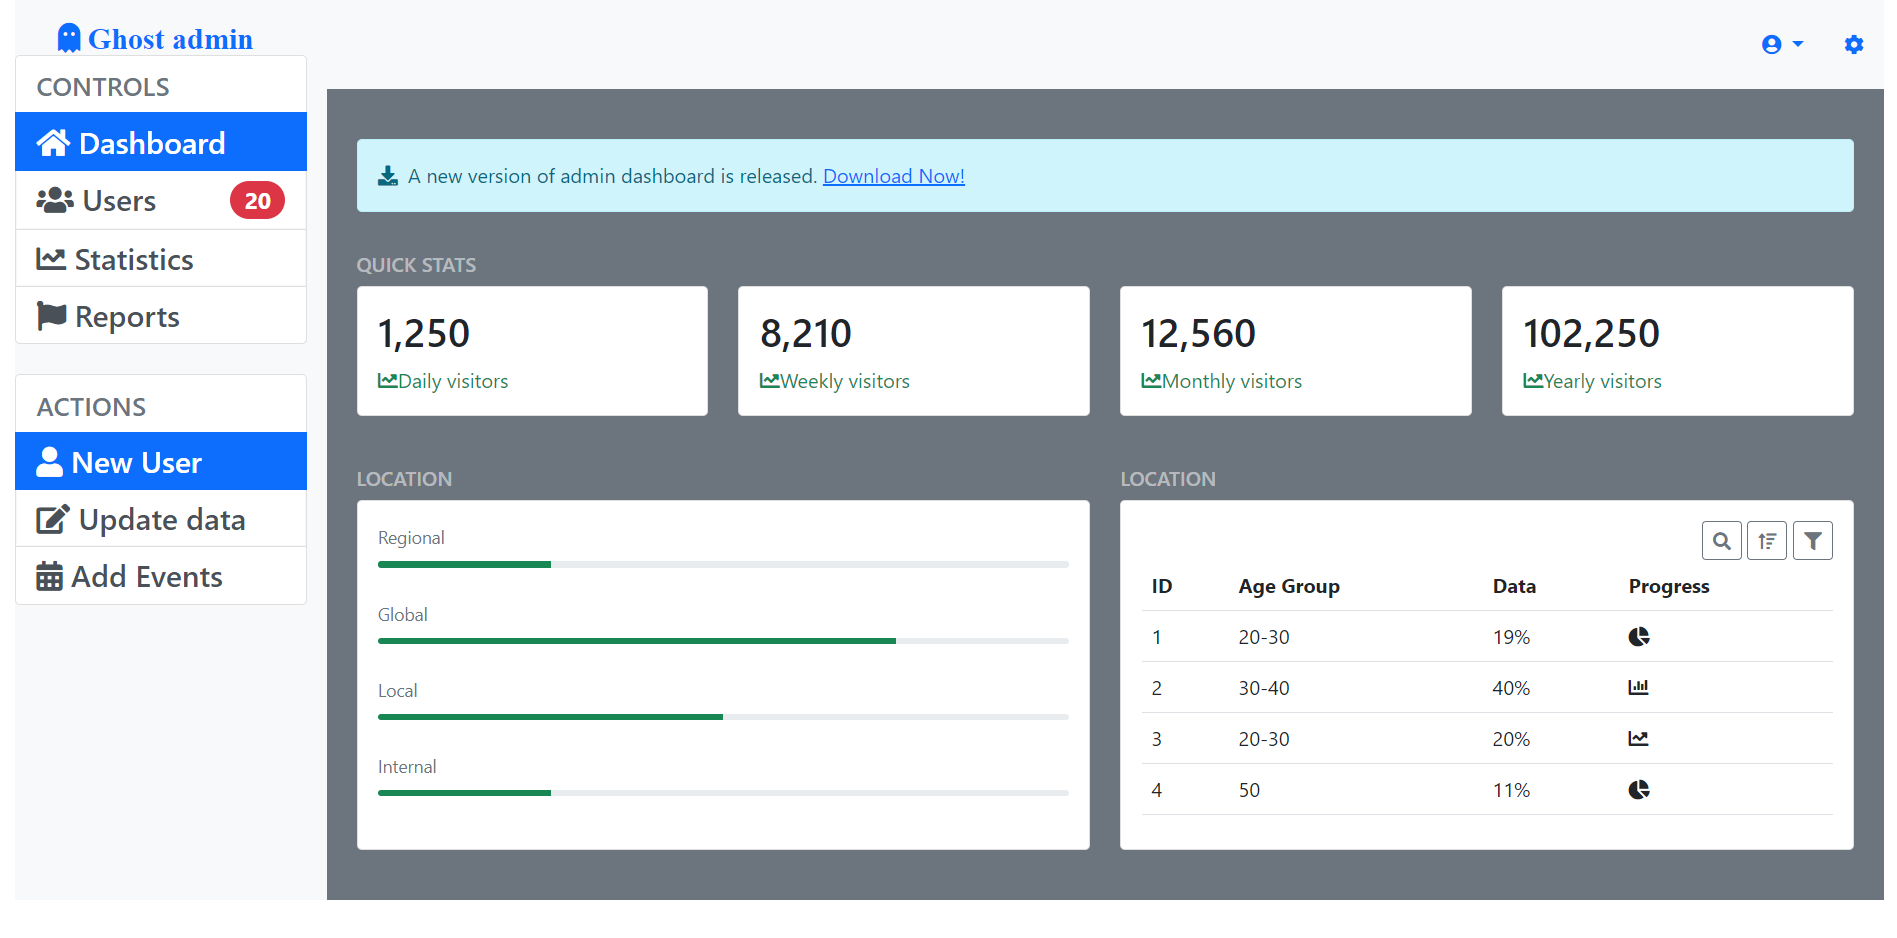 Ghost admin
CONTROLS
Dashboard
Users 20
Statistics
Reports
ACTIONS
New User
Update data
Add Events
A new version of admin dashboard is released. Download Now!
QUICK STATS
1,250
Daily visitors
8,210
Weekly visitors
12,560
Monthly visitors
102,250
Yearly visitors
LOCATION
Regional
Global
Local
Internal
LOCATION
ID Age Group Data Progress
1 20-30 19%
2 30-40 40%
3 20-30 20%
4 50 11%